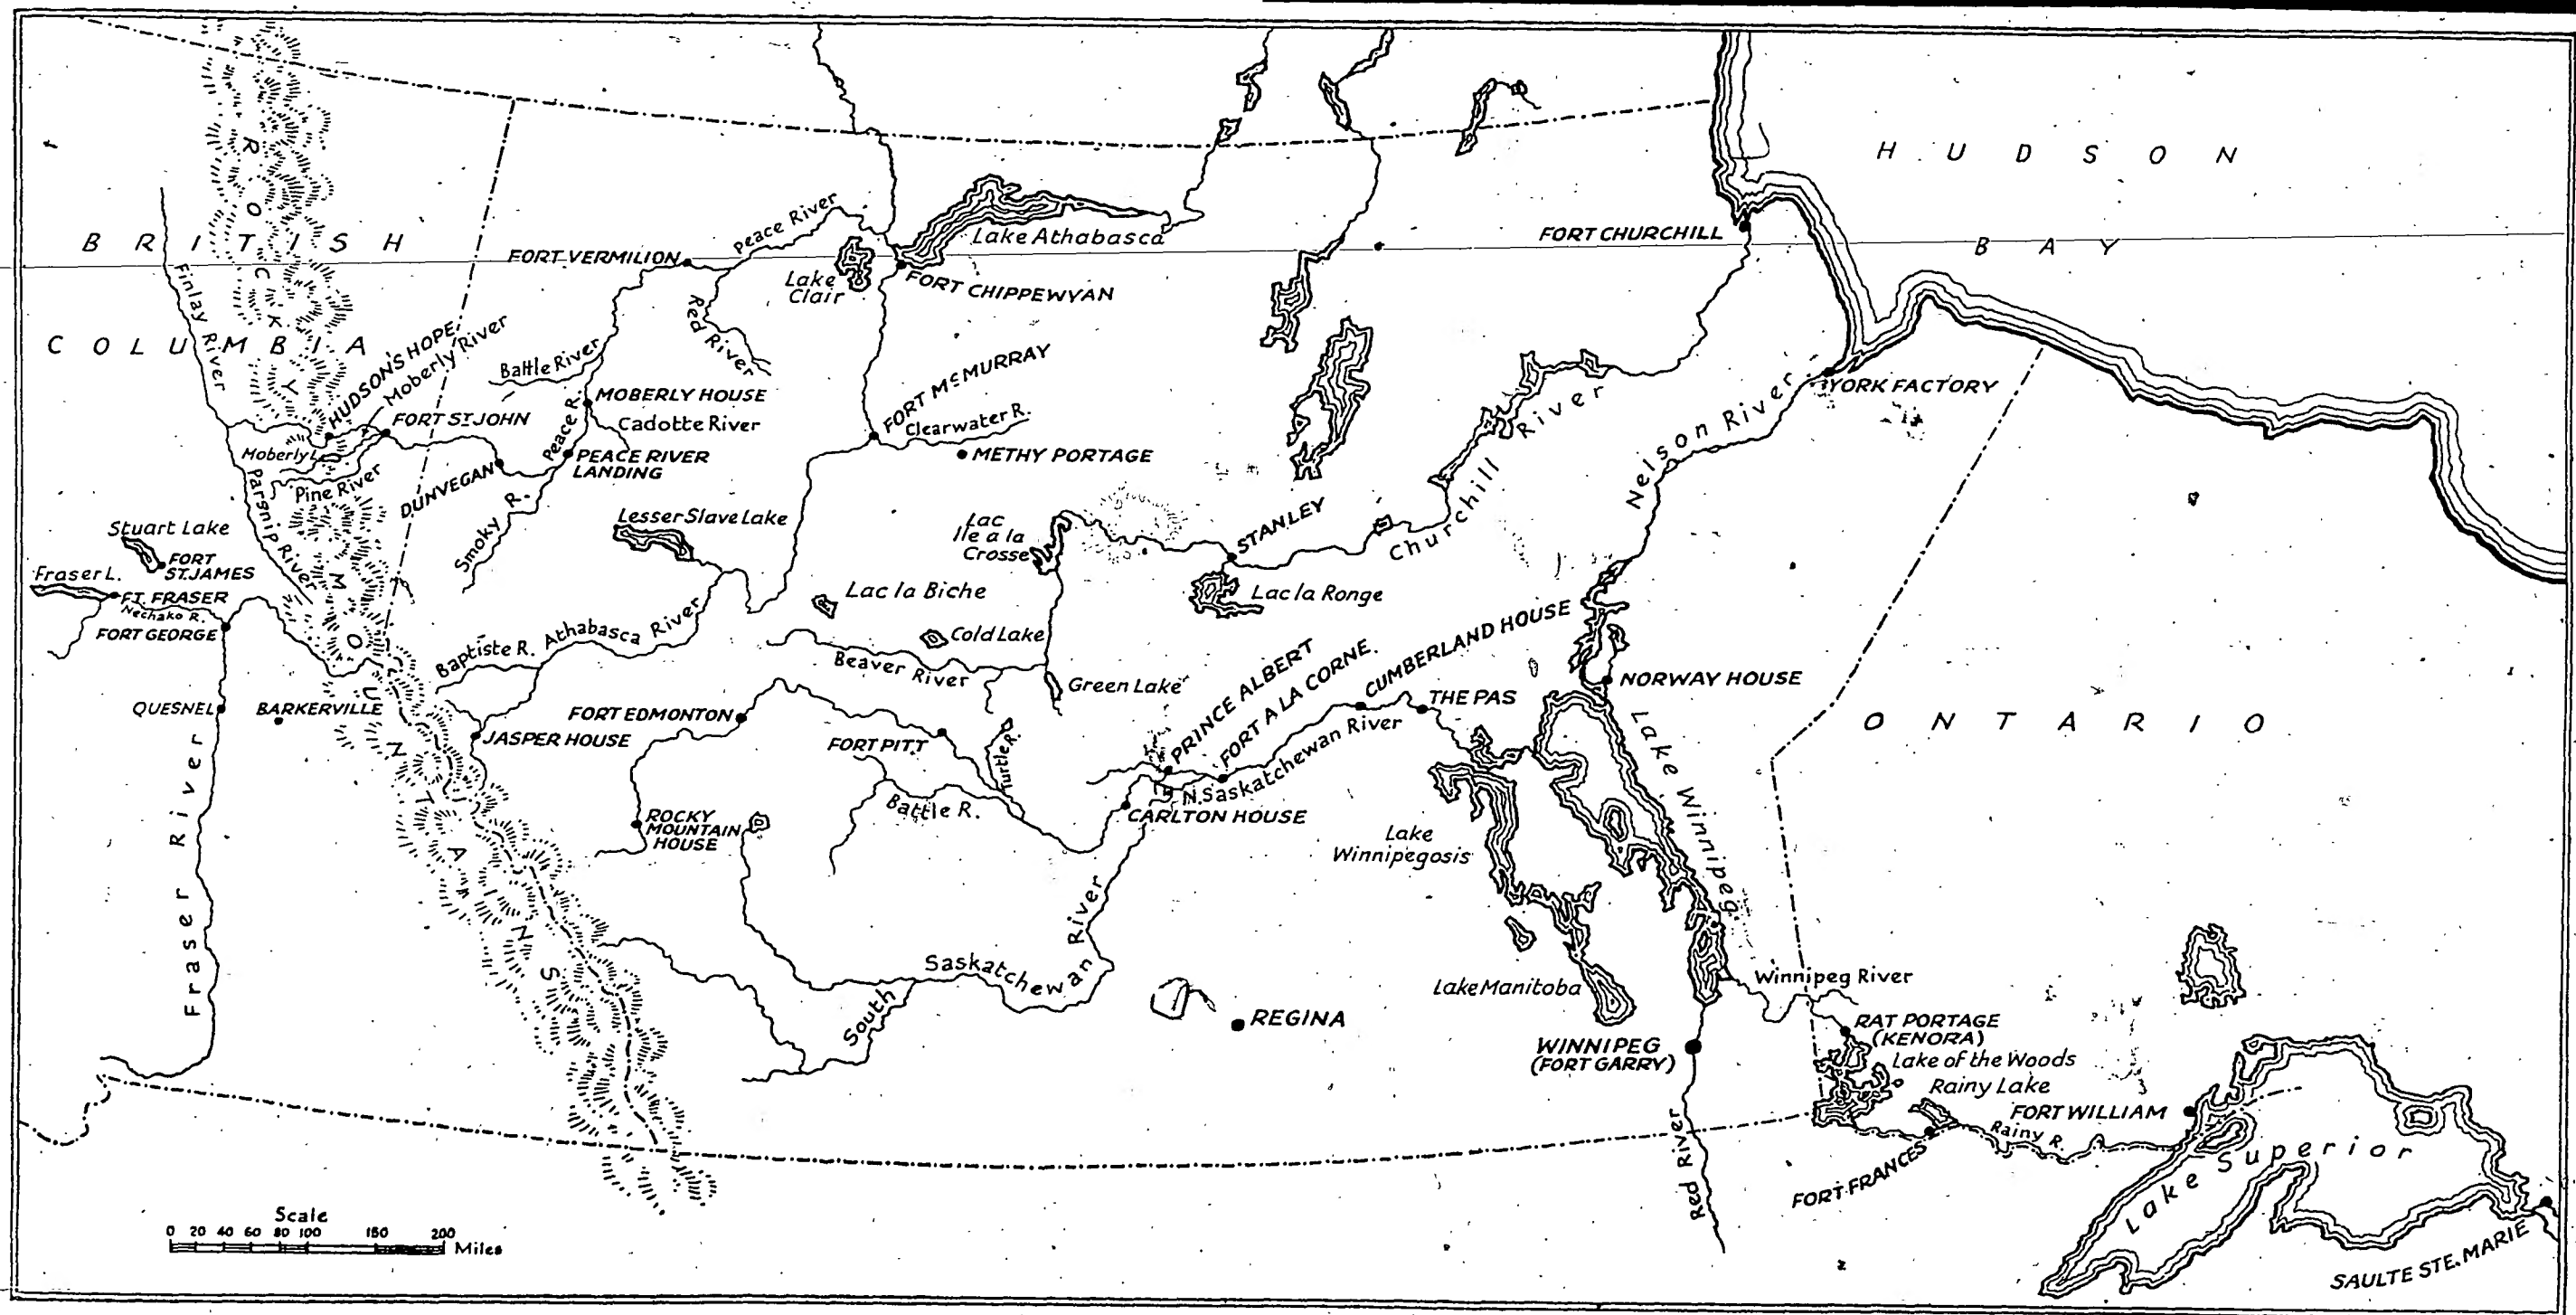 HUDSON
BAY
BRITISH
COLUMBIA
ROCKY
MOUNTAINS
ONTARIO
Finlay River
HUDSON'S HOPE
Moberly River
FORT ST JOHN
Moberly L.
Pine River
Parsnip River
DUNVEGAN
Smoky R.
Peace R.
Battle River
FORT VERMILION
Peace River
Red River
Lake
Clair
Lake Athabasca
FORT CHIPPEWYAN
MOBERLY HOUSE
Cadotte River
PEACE RIVER
LANDING
FORT McMURRAY
Clearwater R.
METHY PORTAGE
FORT CHURCHILL
YORK FACTORY
Nelson River
Churchill River
Stuart Lake
FORT
ST. JAMES
Fraser L.
FT. FRASER
Nechako R.
FORT GEORGE
QUESNEL
BARKERVILLE
Fraser River
Lesser Slave Lake
Lac la Biche
Cold Lake
Baptiste R.
Athabasca River
Beaver River
Lac
Ile a la
Crosse
Green Lake
STANLEY
Lac la Ronge
JASPER HOUSE
FORT EDMONTON
FORT PITT
Turtle R.
Battle R.
ROCKY
MOUNTAIN
HOUSE
PRINCE ALBERT
FORT A LA CORNE.
CUMBERLAND HOUSE
THE PAS
N. Saskatchewan River
CARLTON HOUSE
NORWAY HOUSE
Lake Winnipeg
Lake
Winnipegosis
Lake Manitoba
South Saskatchewan River
REGINA
WINNIPEG
(FORT GARRY)
Red River
Winnipeg River
RAT PORTAGE
(KENORA)
Lake of the Woods
Rainy Lake
FORT WILLIAM
Rainy R.
FORT FRANCES
Lake Superior
SAULTE STE. MARIE
Scale
0 20 40 60 80 100 150 200
Miles